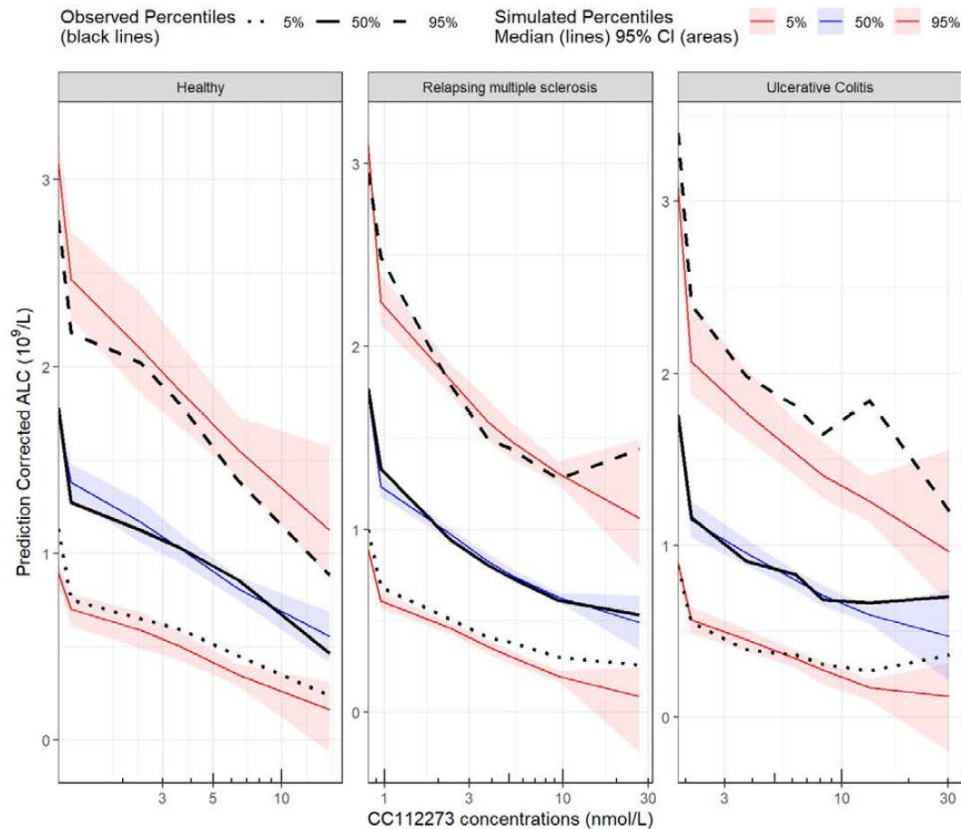 Observed Percentiles
(black lines)
5% 50% 95%
Simulated Percentiles
Median (lines) 95% CI (areas)
5% 50% 95%
Healthy
Relapsing multiple sclerosis
Ulcerative Colitis
Prediction Corrected ALC (10⁹/L)
3
2
1
0
3
2
1
0
3
2
1
0
3 5 10
1 3 10 30
3 10 30
CC112273 concentrations (nmol/L)